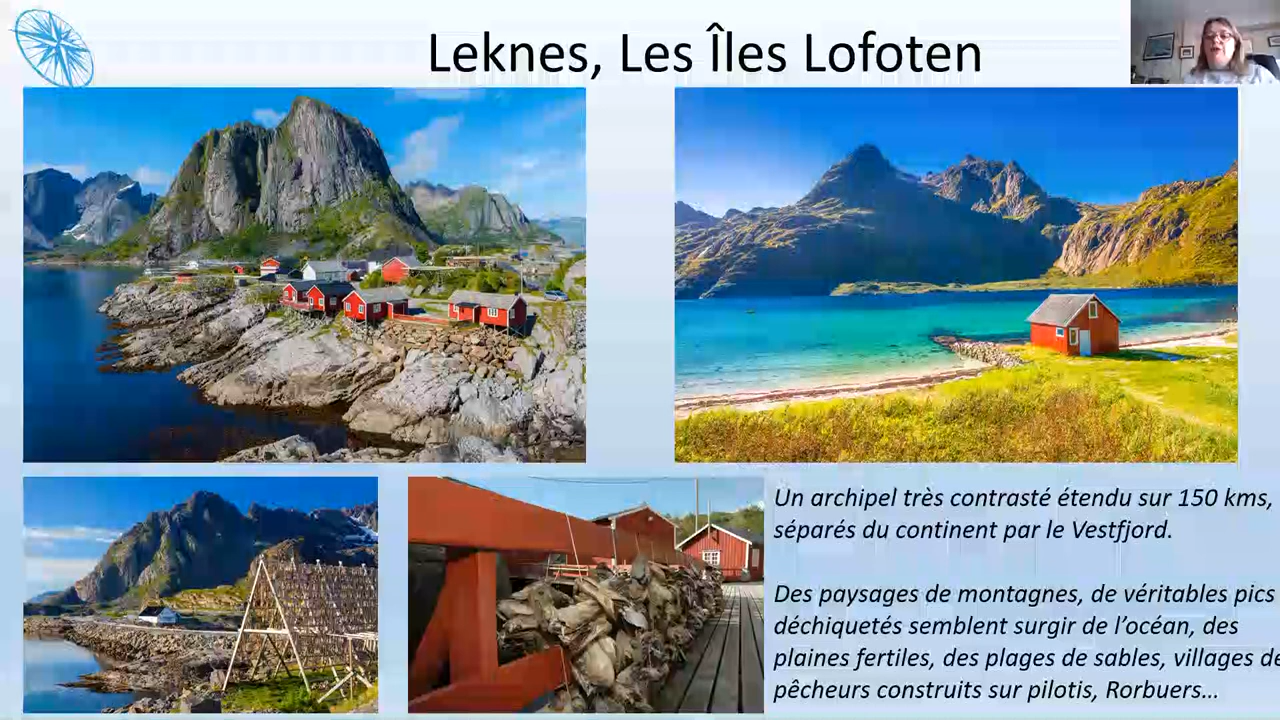 Leknes, Les Îles Lofoten
Un archipel très contrasté étendu sur 150 kms,
séparés du continent par le Vestfjord.
Des paysages de montagnes, de véritables pics
déchiquetés semblent surgir de l’océan, des
plaines fertiles, des plages de sables, villages de
pêcheurs construits sur pilotis, Rorbuers…